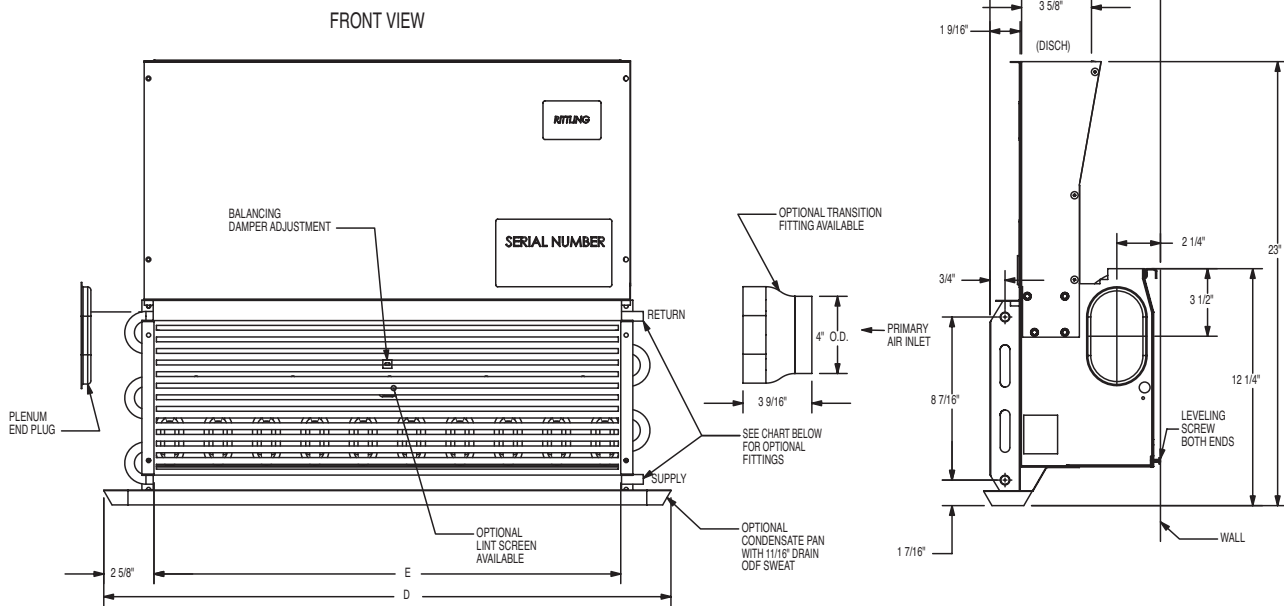 FRONT VIEW
RITTLING
BALANCING
DAMPER ADJUSTMENT
SERIAL NUMBER
OPTIONAL TRANSITION
FITTING AVAILABLE
RETURN
4" O.D.
PRIMARY
AIR INLET
3 9/16"
PLENUM
END PLUG
SEE CHART BELOW
FOR OPTIONAL
FITTINGS
SUPPLY
OPTIONAL
LINT SCREEN
AVAILABLE
OPTIONAL
CONDENSATE PAN
WITH 11/16" DRAIN
ODF SWEAT
2 5/8"
E
D
3 5/8"
1 9/16"
(DISCH)
2 1/4"
23"
3/4"
3 1/2"
12 1/4"
8 7/16"
LEVELING
SCREW
BOTH ENDS
1 7/16"
WALL